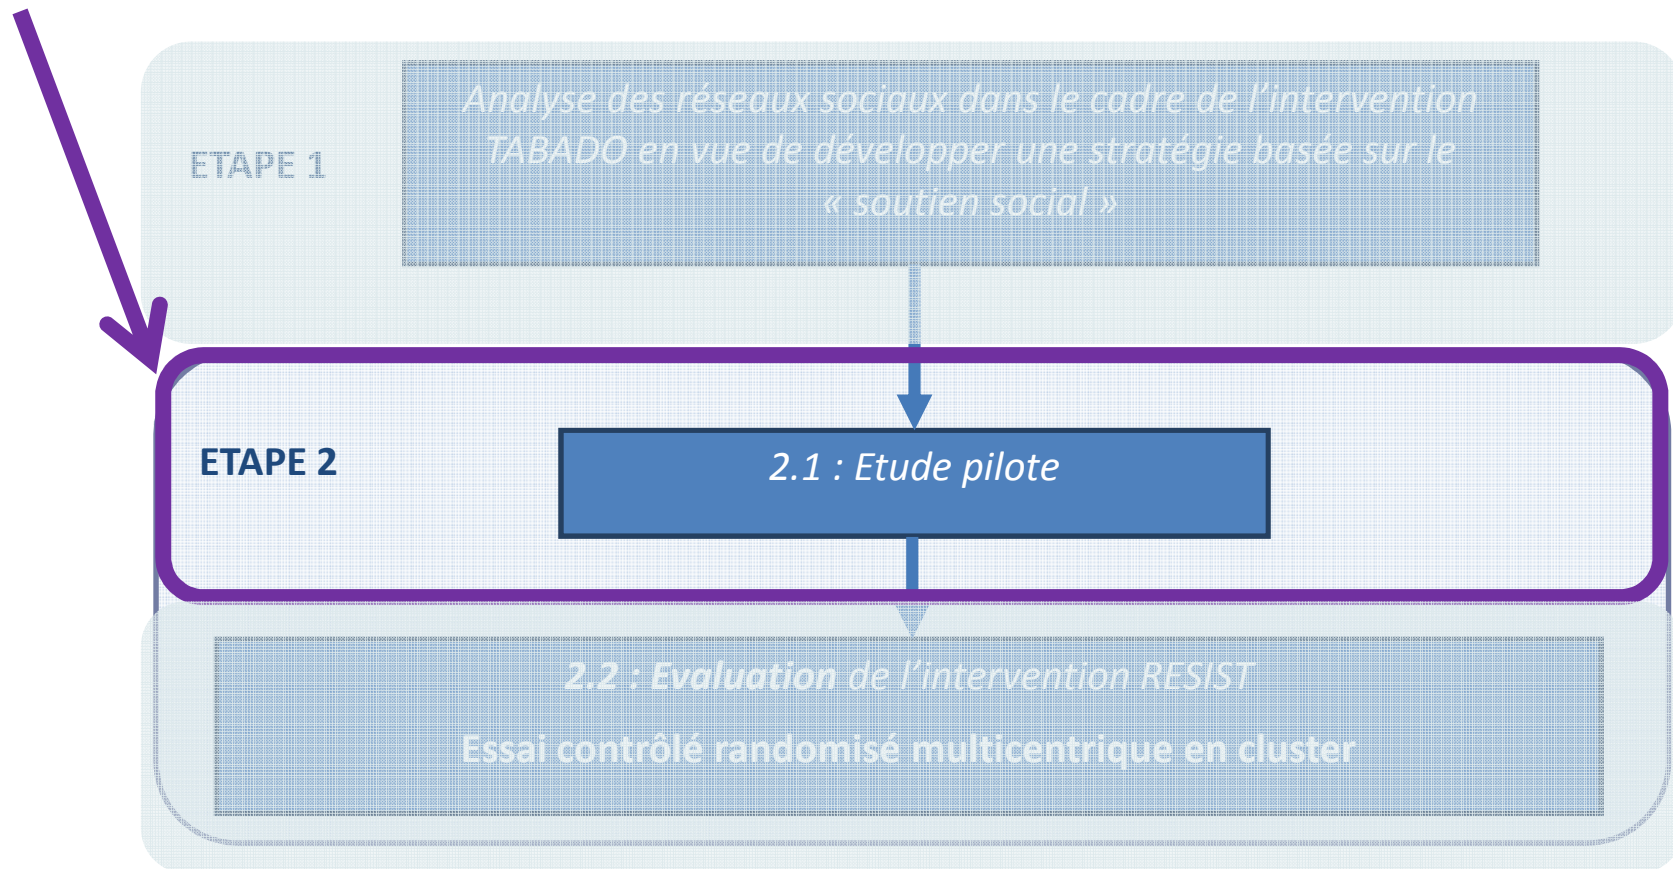 Analyse des réseaux sociaux dans le cadre de l'intervention
TABADO en vue de développer une stratégie basée sur le
« soutien social »
ETAPE 1
ETAPE 2
2.1 : Etude pilote
2.2 : Evaluation de l'intervention RESIST
Essai contrôlé randomisé multicentrique en cluster